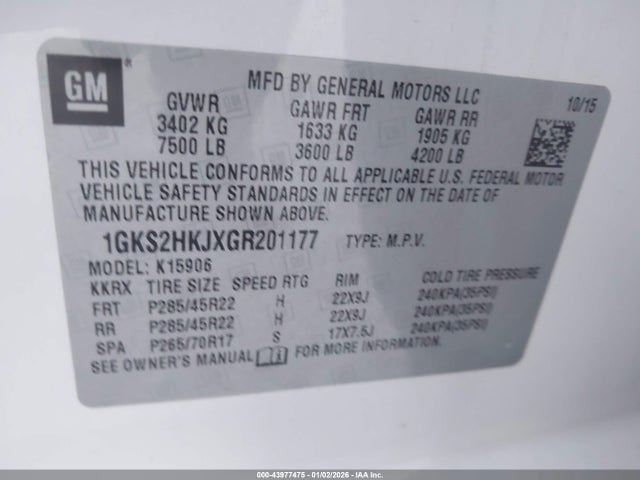 GM
MFD BY GENERAL MOTORS LLC
10/15
GVWR GAWR FRT GAWR RR
3402 KG 1633 KG 1905 KG
7500 LB 3600 LB 4200 LB
THIS VEHICLE CONFORMS TO ALL APPLICABLE U.S. FEDERAL MOTOR
VEHICLE SAFETY STANDARDS IN EFFECT ON THE DATE OF
MANUFACTURE SHOWN ABOVE.
1GKS2HKJXGR201177 TYPE: M.P.V.
MODEL: K15906
KKRX TIRE SIZE SPEED RTG RIM COLD TIRE PRESSURE
FRT P285/45R22 H 22X9J 240KPA(35PSI)
RR P285/45R22 H 22X9J 240KPA(35PSI)
SPA P265/70R17 S 17X7.5J 240KPA(35PSI)
SEE OWNER'S MANUAL FOR MORE INFORMATION.
000-43977475 - 01/02/2026 - IAAI.COM